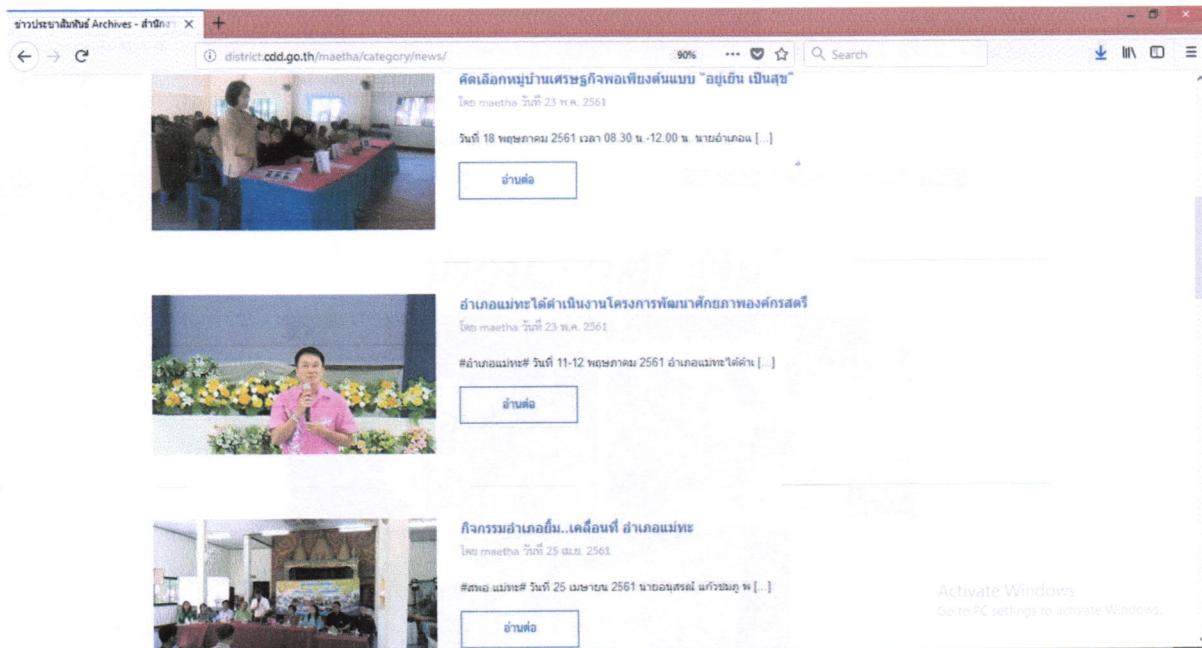 ข่าวประชาสัมพันธ์ Archives - สำนักงา
district.cdd.go.th/maetha/category/news/
90%
Search
คัดเลือกหมู่บ้านเศรษฐกิจพอเพียงต้นแบบ "อยู่เย็น เป็นสุข"
โดย maetha วันที่ 23 พ.ค. 2561
วันที่ 18 พฤษภาคม 2561 เวลา 08.30 น.-12.00 น. นายอำเภอแ [...]
อ่านต่อ
อำเภอแม่ทะได้ดำเนินงานโครงการพัฒนาศักยภาพองค์กรสตรี
โดย maetha วันที่ 23 พ.ค. 2561
#อำเภอแม่ทะ# วันที่ 11-12 พฤษภาคม 2561 อำเภอแม่ทะได้ดำเ [...]
อ่านต่อ
กิจกรรมอำเภอยิ้ม..เคลื่อนที่ อำเภอแม่ทะ
โดย maetha วันที่ 25 เม.ย. 2561
#สพอ.แม่ทะ# วันที่ 25 เมษายน 2561 นายอนุสรณ์ แก้วชมภู พ [...]
อ่านต่อ
Activate Windows
Go to PC settings to activate Windows.